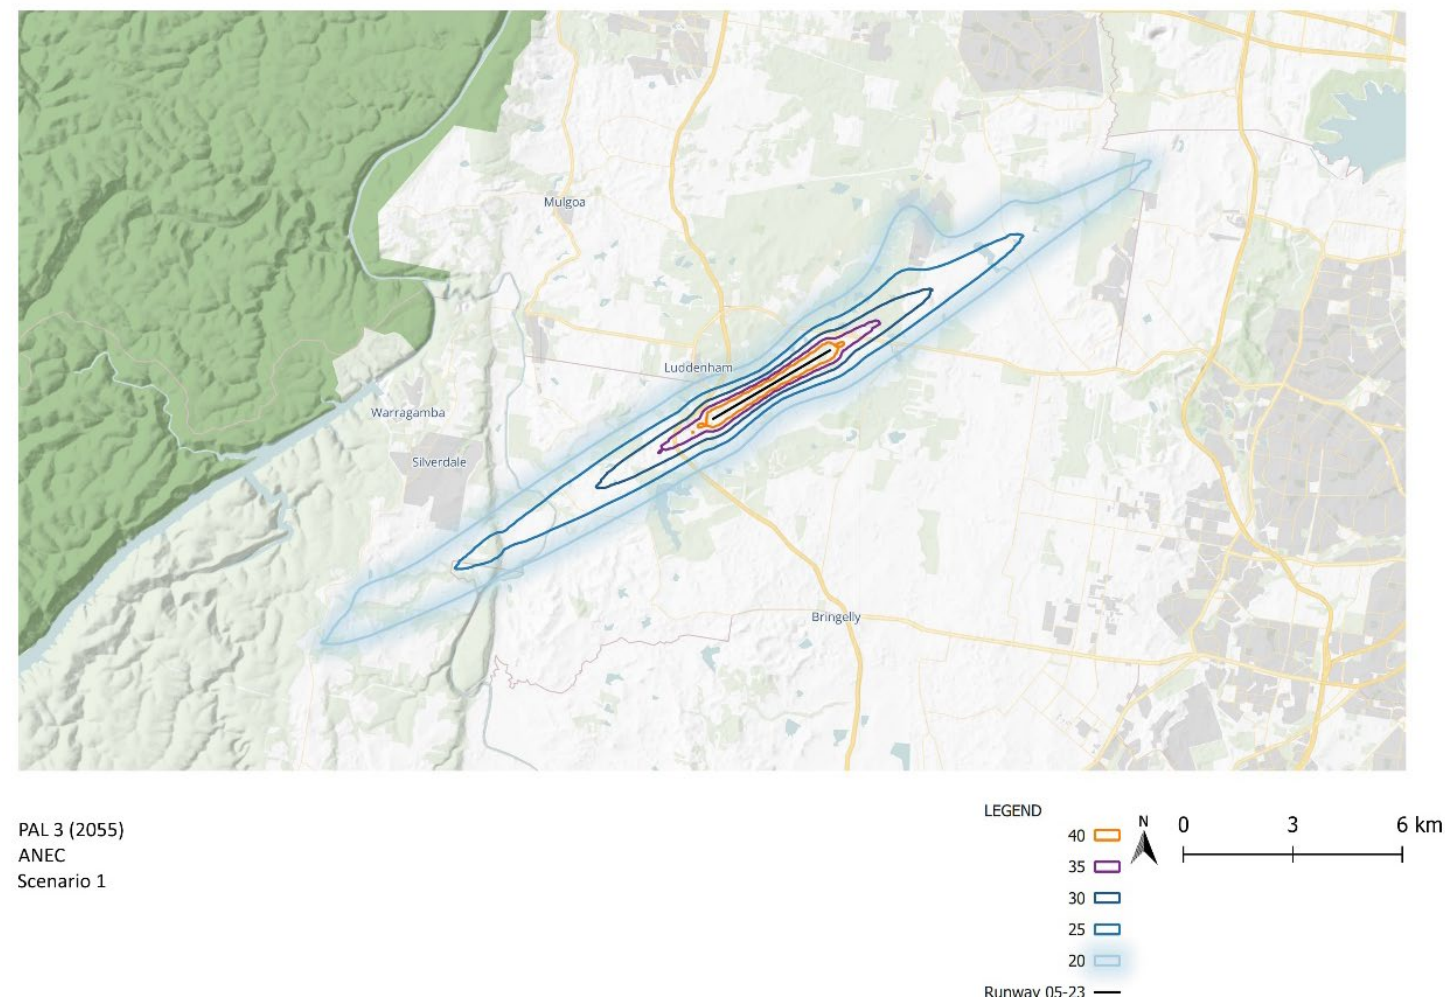 Mulgoa
Luddenham
Warragamba
Silverdale
Bringelly
PAL 3 (2055)
ANEC
Scenario 1
LEGEND
40
35
30
25
20
Runway 05-23
N
0 3 6 km